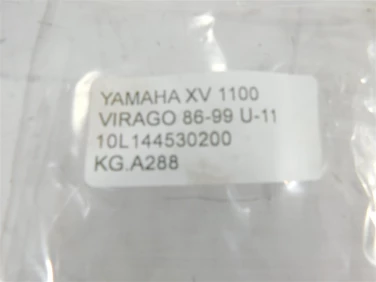 YAMAHA XV 1100
VIRAGO 86-99 U-11
10L144530200
KG.A288